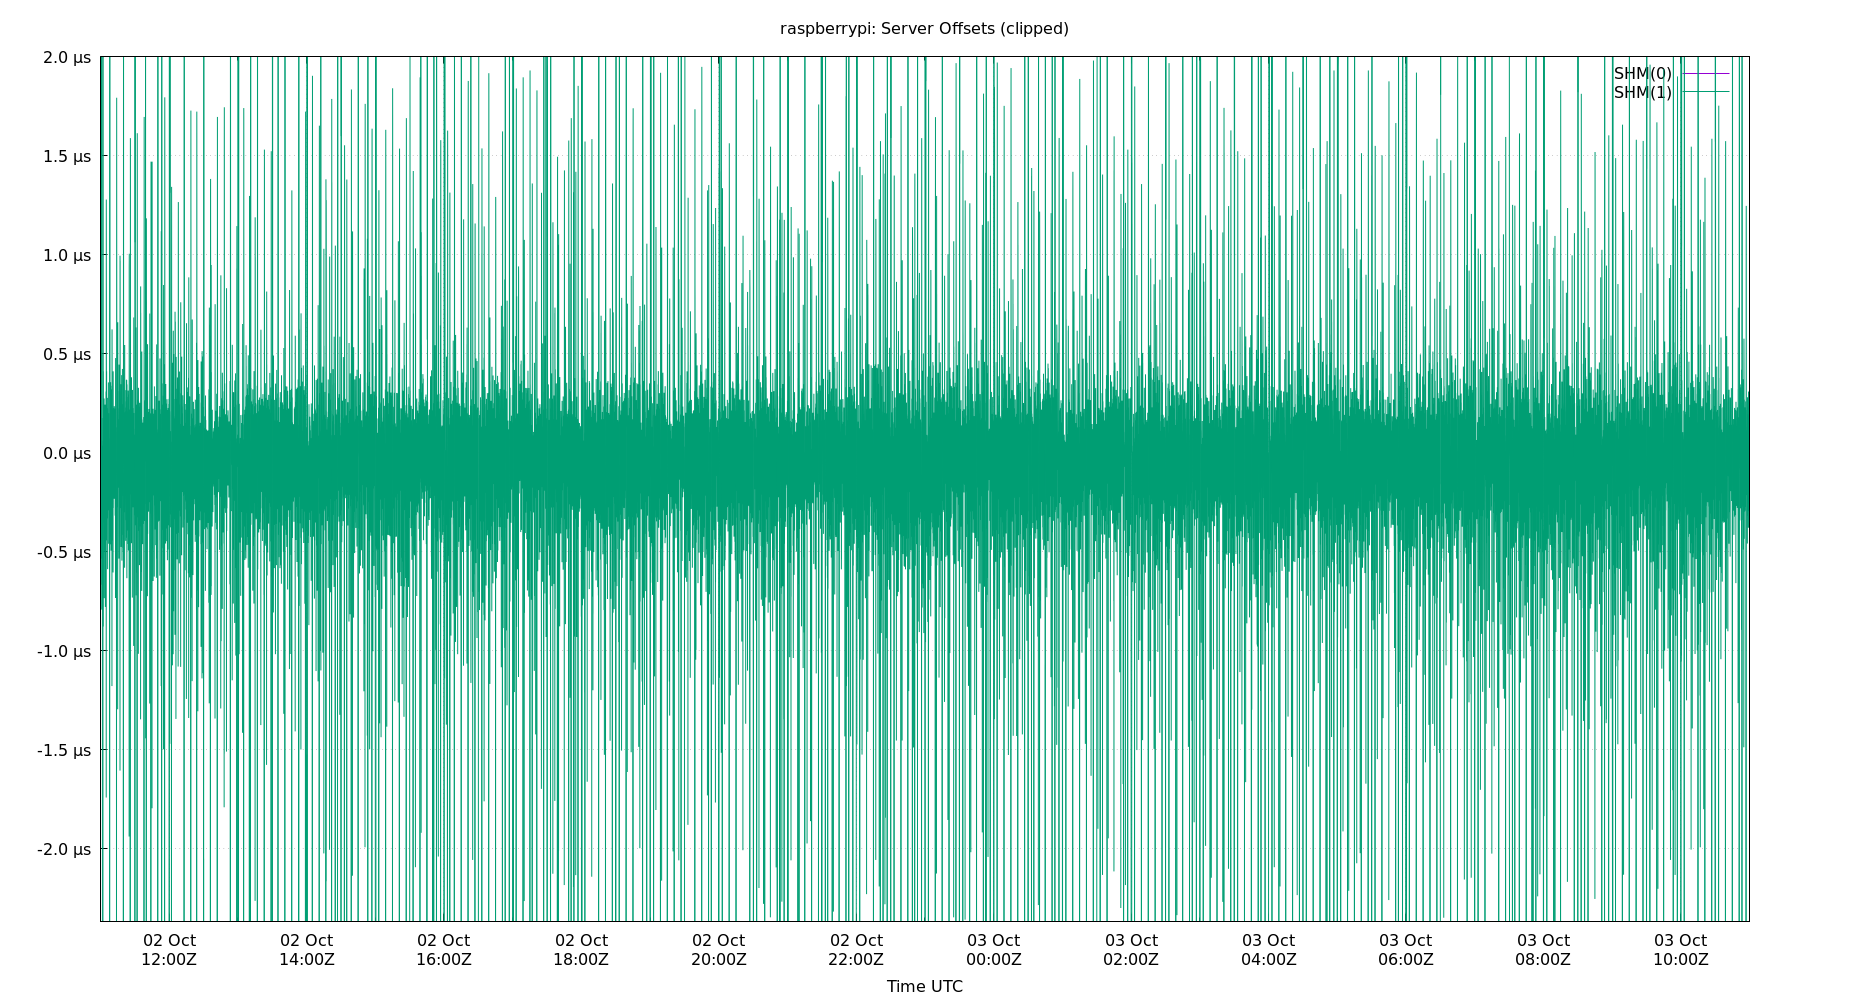 raspberrypi: Server Offsets (clipped)
2.0 µs
SHM(0)
SHM(1)
1.5 µs
1.0 µs
0.5 µs
0.0 µs
-0.5 µs
-1.0 µs
-1.5 µs
-2.0 µs
02 Oct 02 Oct 02 Oct 02 Oct 02 Oct 02 Oct 03 Oct 03 Oct 03 Oct 03 Oct 03 Oct 03 Oct
12:00Z 14:00Z 16:00Z 18:00Z 20:00Z 22:00Z 00:00Z 02:00Z 04:00Z 06:00Z 08:00Z 10:00Z
Time UTC